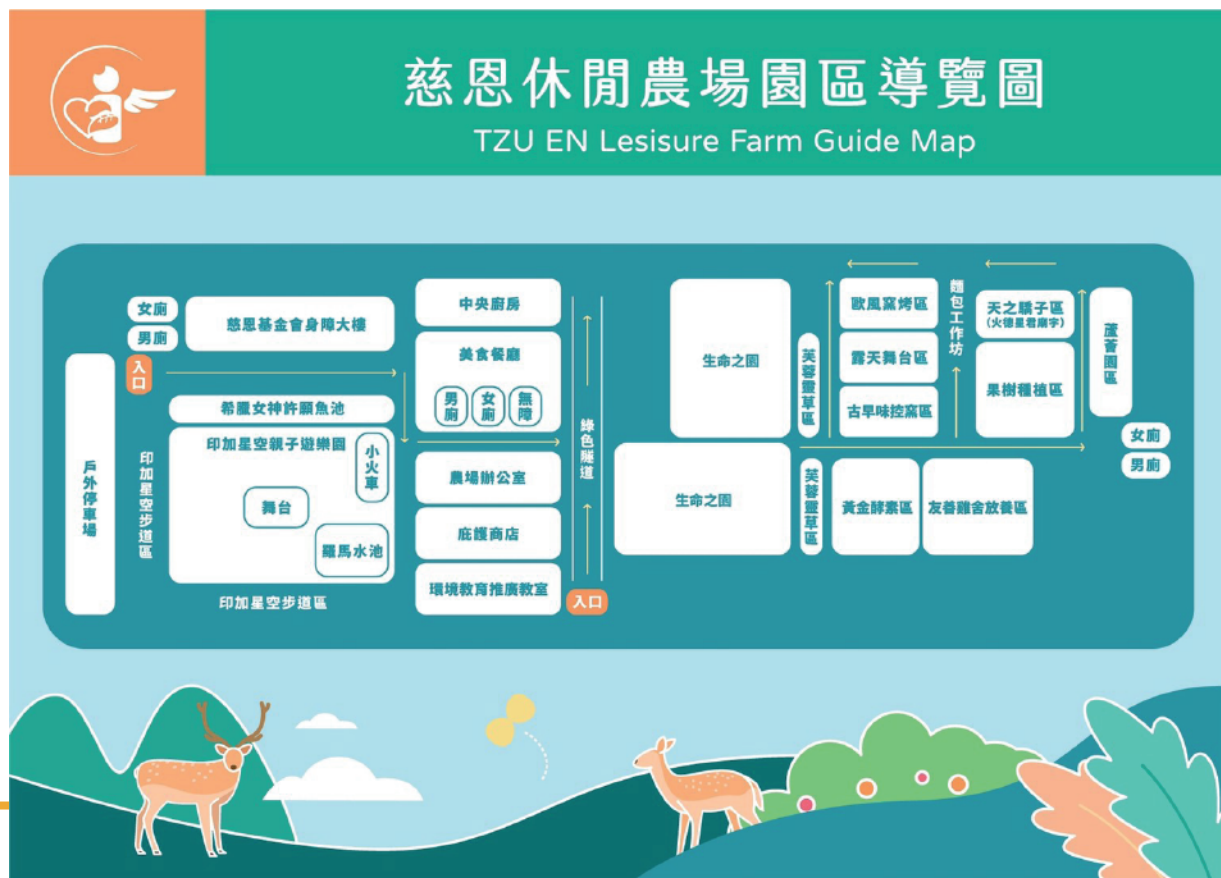 慈恩休閒農場園區導覽圖
TZU EN Lesisure Farm Guide Map
女廁
男廁
入口
慈恩基金會身障大樓
希臘女神許願魚池
印加星空親子遊樂園
小火車
舞台
羅馬水池
戶外停車場
印加星空步道區
印加星空步道區
中央廚房
美食餐廳
男廁
女廁
無障
農場辦公室
庇護商店
環境教育推廣教室
綠色隧道
入口
生命之園
生命之園
芙蓉靈草區
芙蓉靈草區
歐風窯烤區
露天舞台區
古早味控窯區
麵包工作坊
天之驕子區
(火德星君廟宇)
果樹種植區
蘆薈園區
女廁
男廁
黃金酵素區
友善雞舍放養區